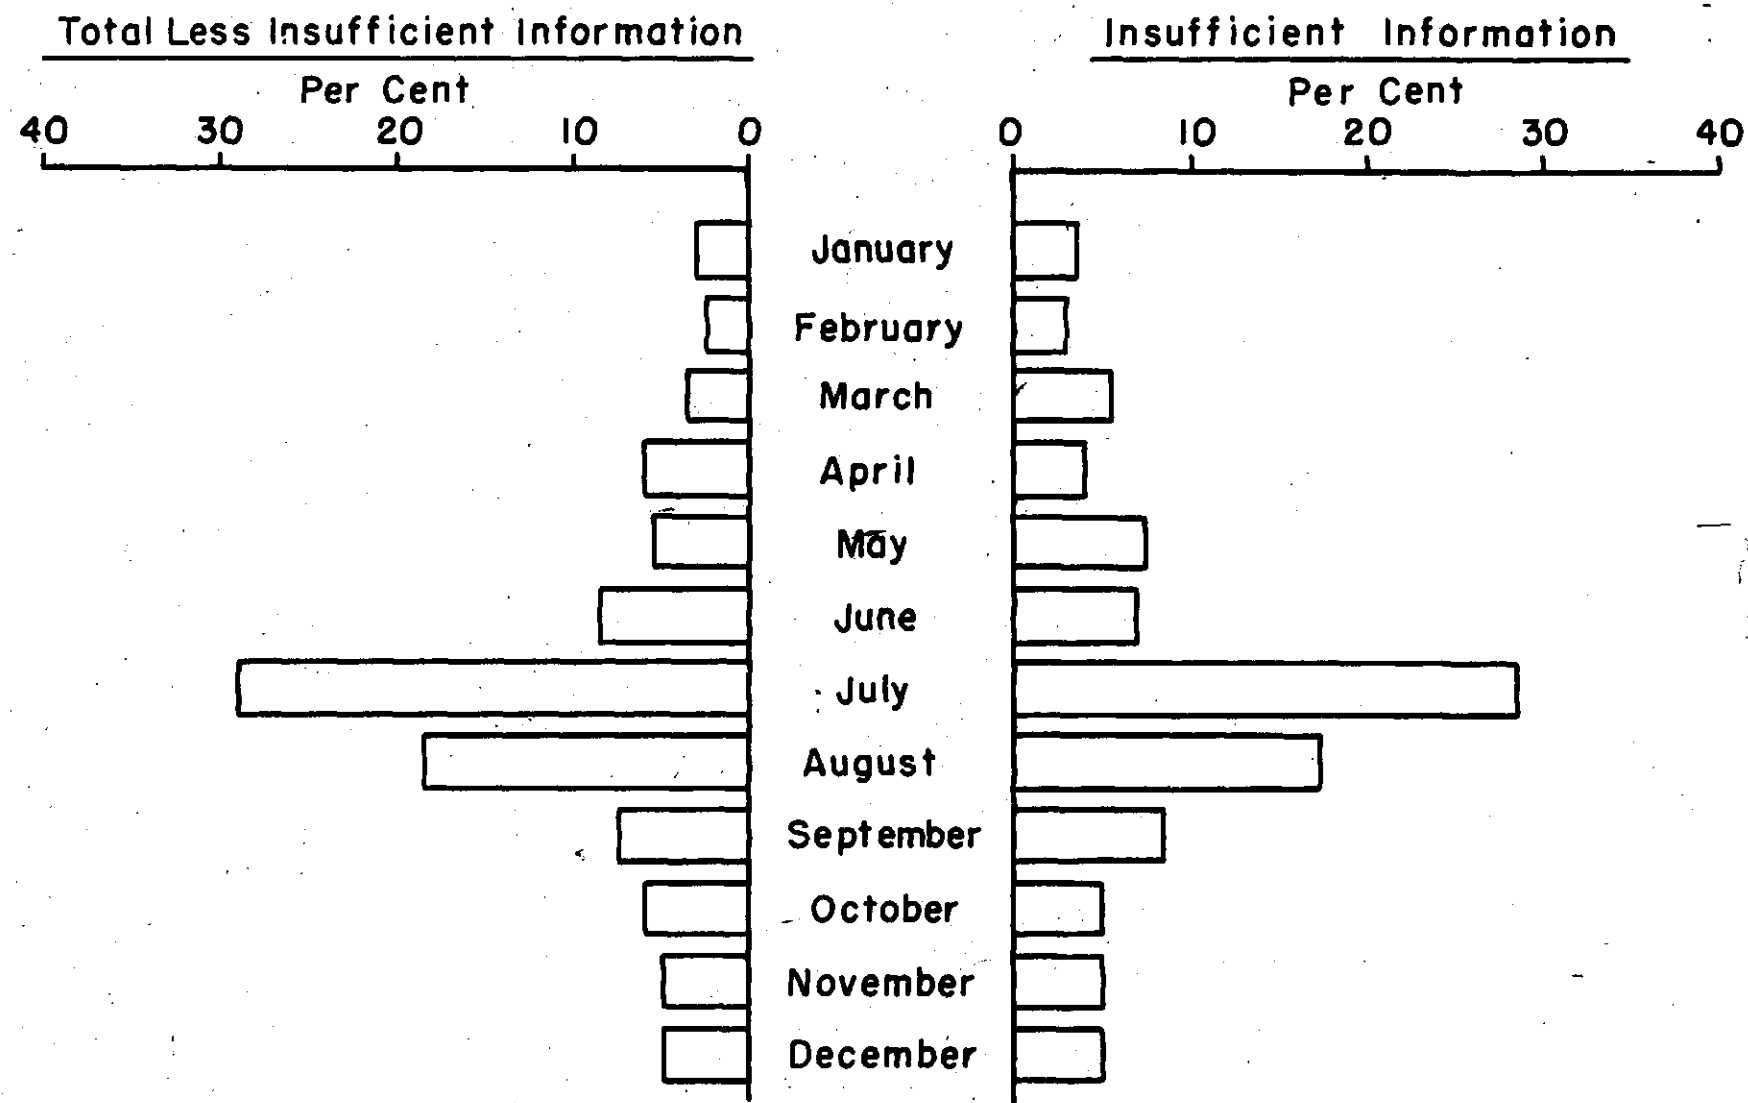 Total Less Insufficient Information
Per Cent
40 30 20 10 0
Insufficient Information
Per Cent
0 10 20 30 40
January
February
March
April
May
June
July
August
September
October
November
December